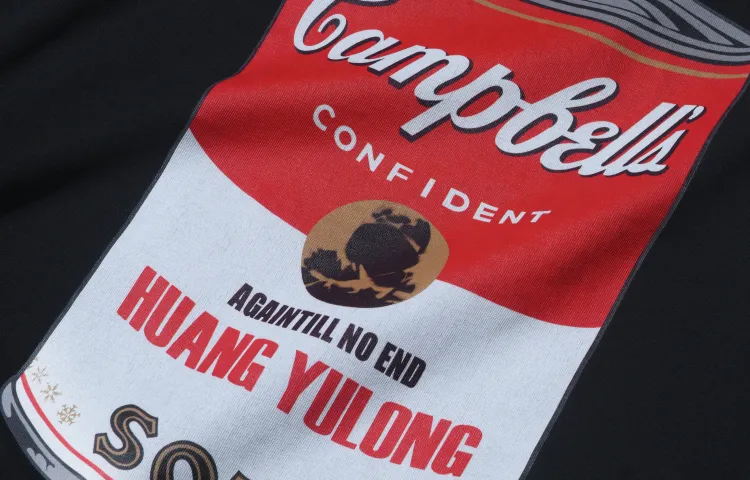 Campbell's
CONFIDENT
AGAINTILL NO END
HUANG YULONG